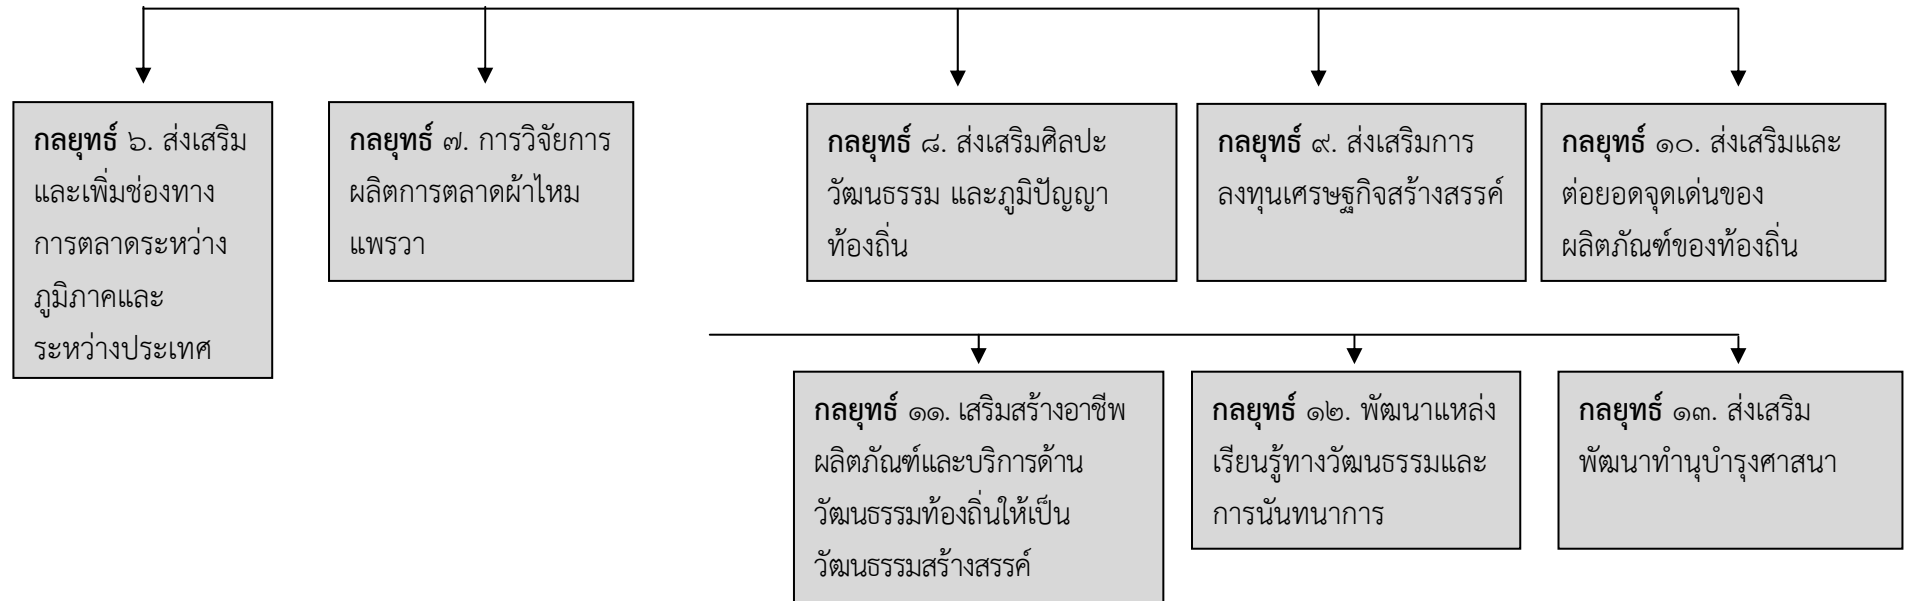 กลยุทธ์ ๖. ส่งเสริม
และเพิ่มช่องทาง
การตลาดระหว่าง
ภูมิภาคและ
ระหว่างประเทศ
กลยุทธ์ ๗. การวิจัยการ
ผลิตการตลาดผ้าไหม
แพรวา
กลยุทธ์ ๘. ส่งเสริมศิลปะ
วัฒนธรรม และภูมิปัญญา
ท้องถิ่น
กลยุทธ์ ๙. ส่งเสริมการ
ลงทุนเศรษฐกิจสร้างสรรค์
กลยุทธ์ ๑๐. ส่งเสริมและ
ต่อยอดจุดเด่นของ
ผลิตภัณฑ์ของท้องถิ่น
กลยุทธ์ ๑๑. เสริมสร้างอาชีพ
ผลิตภัณฑ์และบริการด้าน
วัฒนธรรมท้องถิ่นให้เป็น
วัฒนธรรมสร้างสรรค์
กลยุทธ์ ๑๒. พัฒนาแหล่ง
เรียนรู้ทางวัฒนธรรมและ
การนันทนาการ
กลยุทธ์ ๑๓. ส่งเสริม
พัฒนาทำนุบำรุงศาสนา